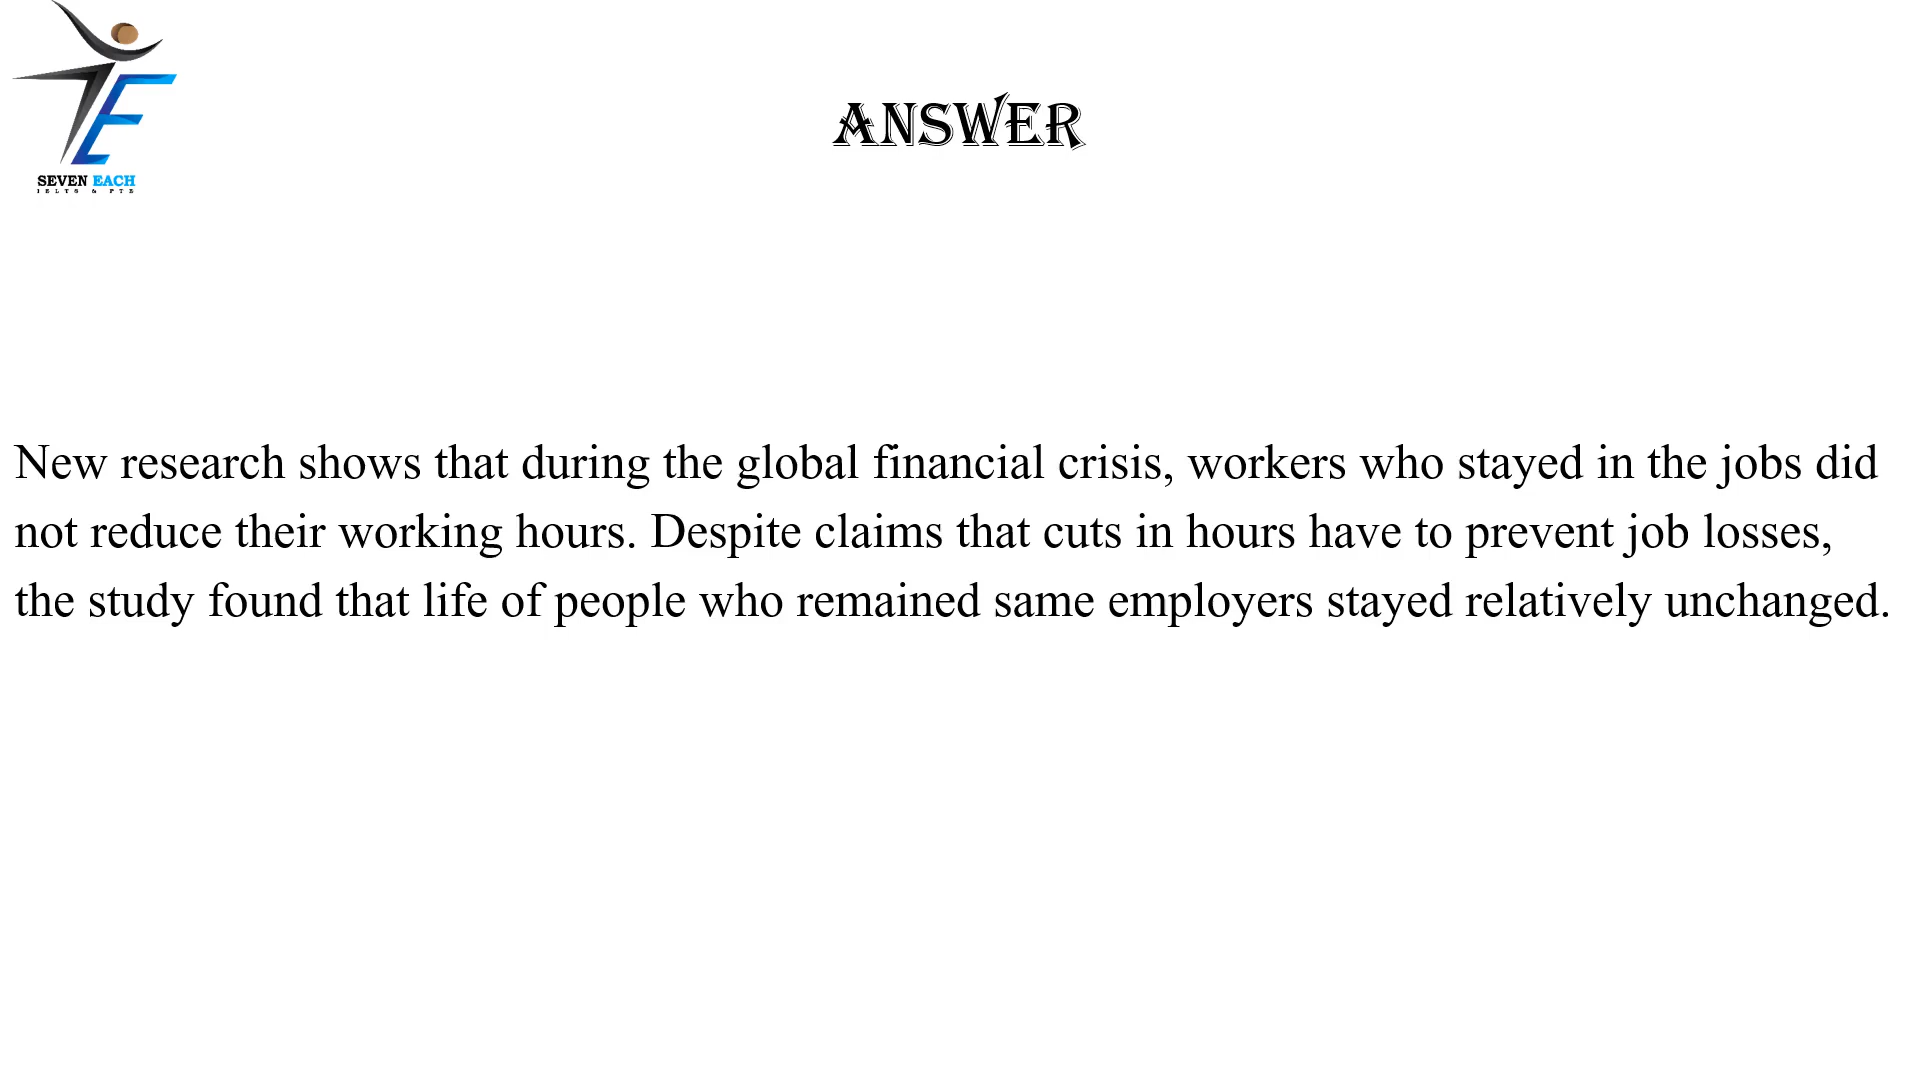 SEVEN EACH
IELTS & PTE
ANSWER
New research shows that during the global financial crisis, workers who stayed in the jobs did
not reduce their working hours. Despite claims that cuts in hours have to prevent job losses,
the study found that life of people who remained same employers stayed relatively unchanged.